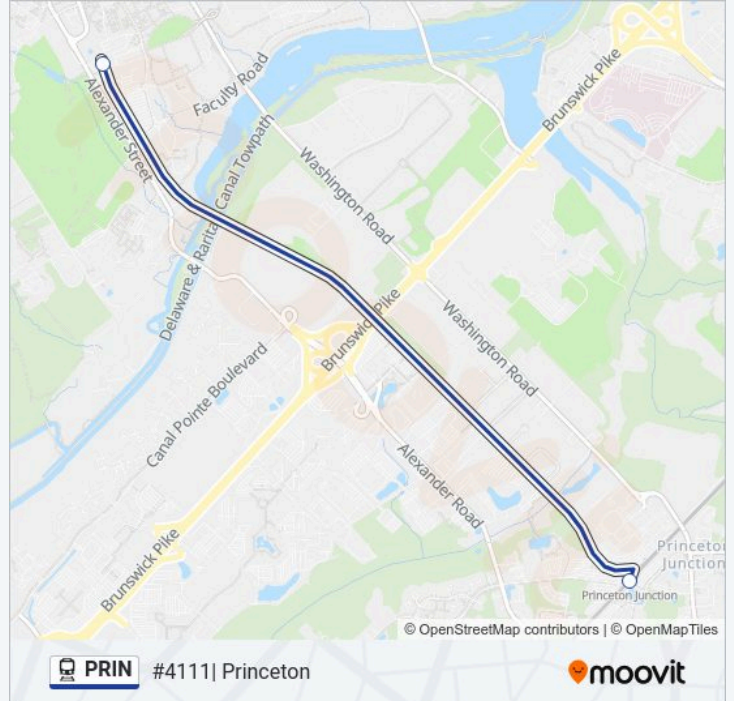 Faculty Road
Alexander Street
Brunswick Pike
Delaware & Raritan Canal Towpath
Washington Road
Brunswick Pike
Washington Road
Canal Pointe Boulevard
Alexander Road
Brunswick Pike
Princeton
Junction
Princeton Junction
© OpenStreetMap contributors | © OpenMapTiles
PRIN #4111| Princeton
moovit